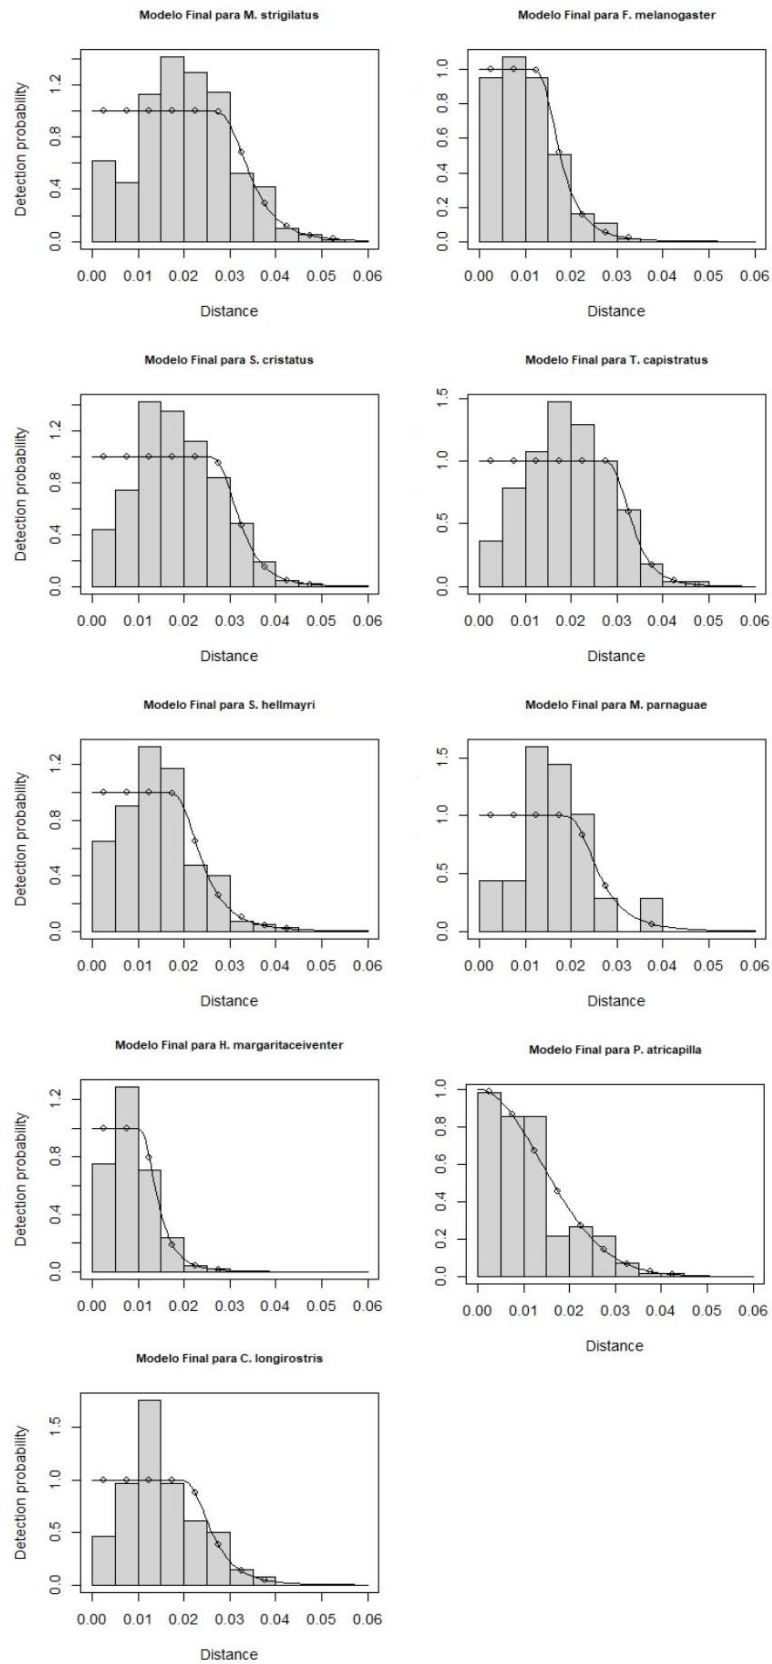 Modelo Final para M. strigilatus
Detection probability
0.0 0.4 0.8 1.2
0.00 0.01 0.02 0.03 0.04 0.05 0.06
Distance
Modelo Final para F. melanogaster
0.0 0.2 0.4 0.6 0.8 1.0
0.00 0.01 0.02 0.03 0.04 0.05 0.06
Distance
Modelo Final para S. cristatus
Detection probability
0.0 0.4 0.8 1.2
0.00 0.01 0.02 0.03 0.04 0.05 0.06
Distance
Modelo Final para T. capistratus
0.0 0.5 1.0 1.5
0.00 0.01 0.02 0.03 0.04 0.05 0.06
Distance
Modelo Final para S. hellmayri
Detection probability
0.0 0.4 0.8 1.2
0.00 0.01 0.02 0.03 0.04 0.05 0.06
Distance
Modelo Final para M. parnaguae
0.0 0.5 1.0 1.5
0.00 0.01 0.02 0.03 0.04 0.05 0.06
Distance
Modelo Final para H. margaritaceiventer
Detection probability
0.0 0.4 0.8 1.2
0.00 0.01 0.02 0.03 0.04 0.05 0.06
Distance
Modelo Final para P. atricapilla
0.0 0.2 0.4 0.6 0.8 1.0
0.00 0.01 0.02 0.03 0.04 0.05 0.06
Distance
Modelo Final para C. longirostris
Detection probability
0.0 0.5 1.0 1.5
0.00 0.01 0.02 0.03 0.04 0.05 0.06
Distance